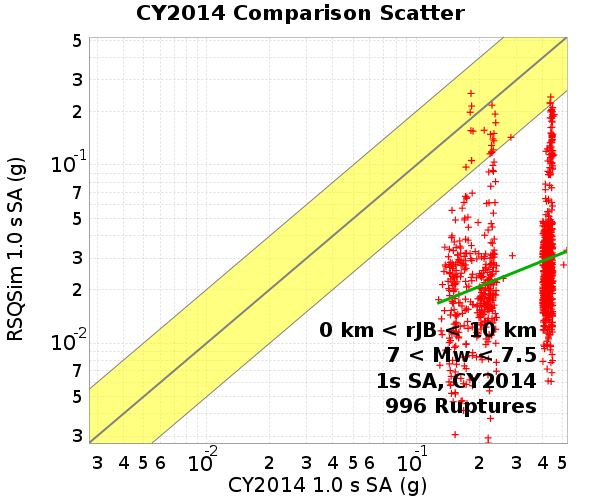 CY2014 Comparison Scatter
RSQSim 1.0 s SA (g)
5
3
2
10-1
7
5
3
2
10-2
7
5
3
0 km < rJB < 10 km
7 < Mw < 7.5
1s SA, CY2014
996 Ruptures
3 4 5 6 10-2 2 3 4 5 6 10-1 2 3 4 5
CY2014 1.0 s SA (g)